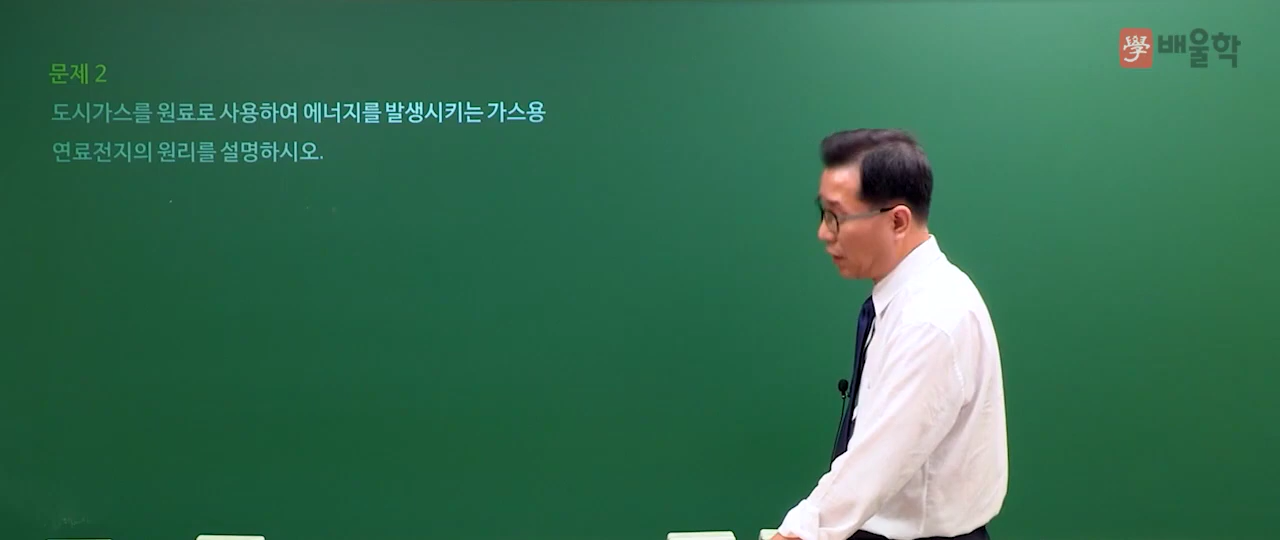 學 배울학
문제 2
도시가스를 원료로 사용하여 에너지를 발생시키는 가스용
연료전지의 원리를 설명하시오.